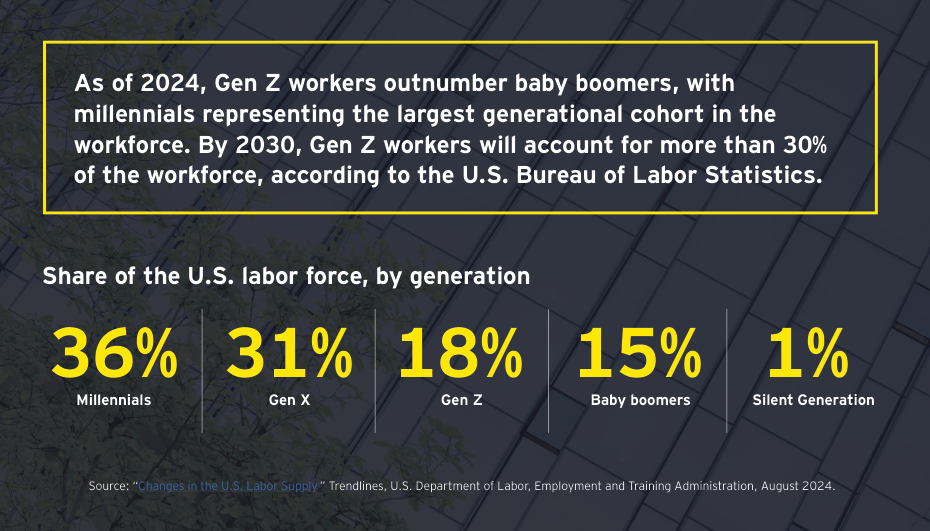 As of 2024, Gen Z workers outnumber baby boomers, with
millennials representing the largest generational cohort in the
workforce. By 2030, Gen Z workers will account for more than 30%
of the workforce, according to the U.S. Bureau of Labor Statistics.
Share of the U.S. labor force, by generation
36%
Millennials
31%
Gen X
18%
Gen Z
15%
Baby boomers
1%
Silent Generation
Source: “Changes in the U.S. Labor Supply” Trendlines, U.S. Department of Labor, Employment and Training Administration, August 2024.